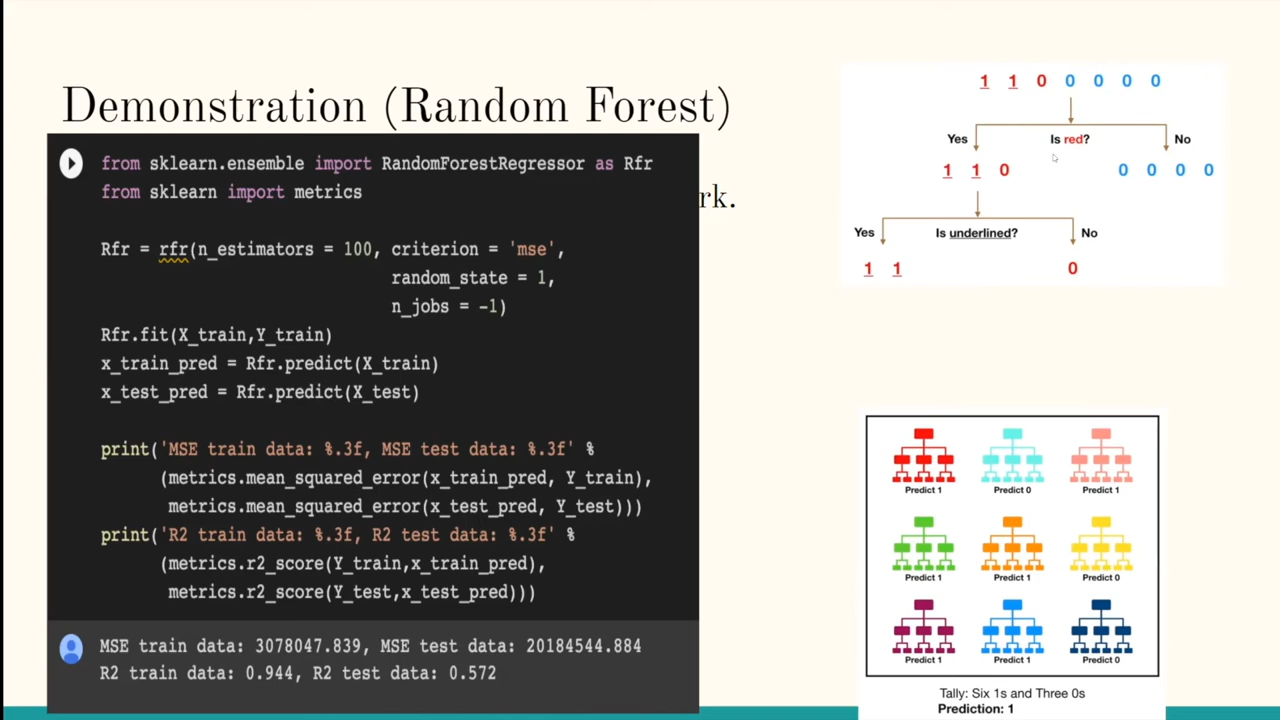 Demonstration (Random Forest)
rk.
from sklearn.ensemble import RandomForestRegressor as Rfr
from sklearn import metrics
Rfr = rfr(n_estimators = 100, criterion = 'mse',
random_state = 1,
n_jobs = -1)
Rfr.fit(X_train,Y_train)
x_train_pred = Rfr.predict(X_train)
x_test_pred = Rfr.predict(X_test)
print('MSE train data: %.3f, MSE test data: %.3f' %
(metrics.mean_squared_error(x_train_pred, Y_train),
metrics.mean_squared_error(x_test_pred, Y_test)))
print('R2 train data: %.3f, R2 test data: %.3f' %
(metrics.r2_score(Y_train,x_train_pred),
metrics.r2_score(Y_test,x_test_pred)))
MSE train data: 3078047.839, MSE test data: 20184544.884
R2 train data: 0.944, R2 test data: 0.572
1 1 0 0 0 0 0
Yes Is red? No
1 1 0 0 0 0 0
Yes Is underlined? No
1 1 0
Predict 1 Predict 0 Predict 1
Predict 1 Predict 1 Predict 0
Predict 1 Predict 1 Predict 0
Tally: Six 1s and Three 0s
Prediction: 1